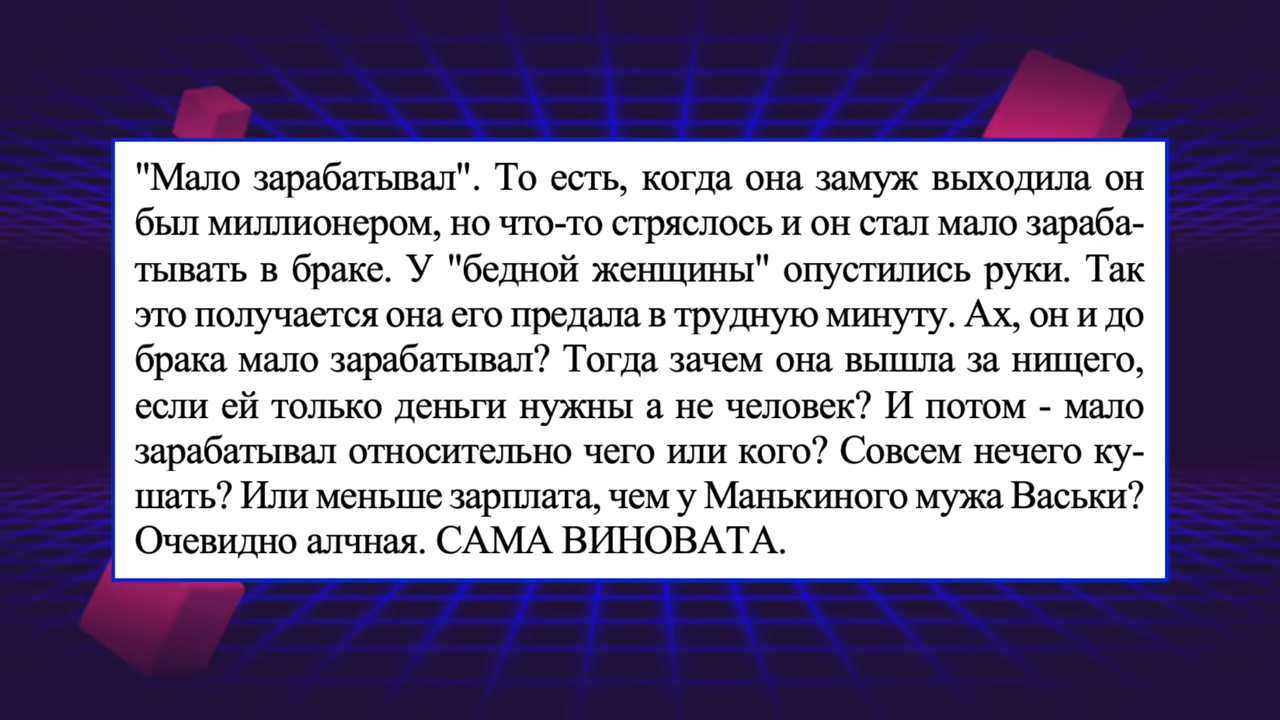 "Мало зарабатывал". То есть, когда она замуж выходила он
был миллионером, но что-то стряслось и он стал мало зараба-
тывать в браке. У "бедной женщины" опустились руки. Так
это получается она его предала в трудную минуту. Ах, он и до
брака мало зарабатывал? Тогда зачем она вышла за нищего,
если ей только деньги нужны а не человек? И потом - мало
зарабатывал относительно чего или кого? Совсем нечего ку-
шать? Или меньше зарплата, чем у Манькиного мужа Васьки?
Очевидно алчная. САМА ВИНОВАТА.